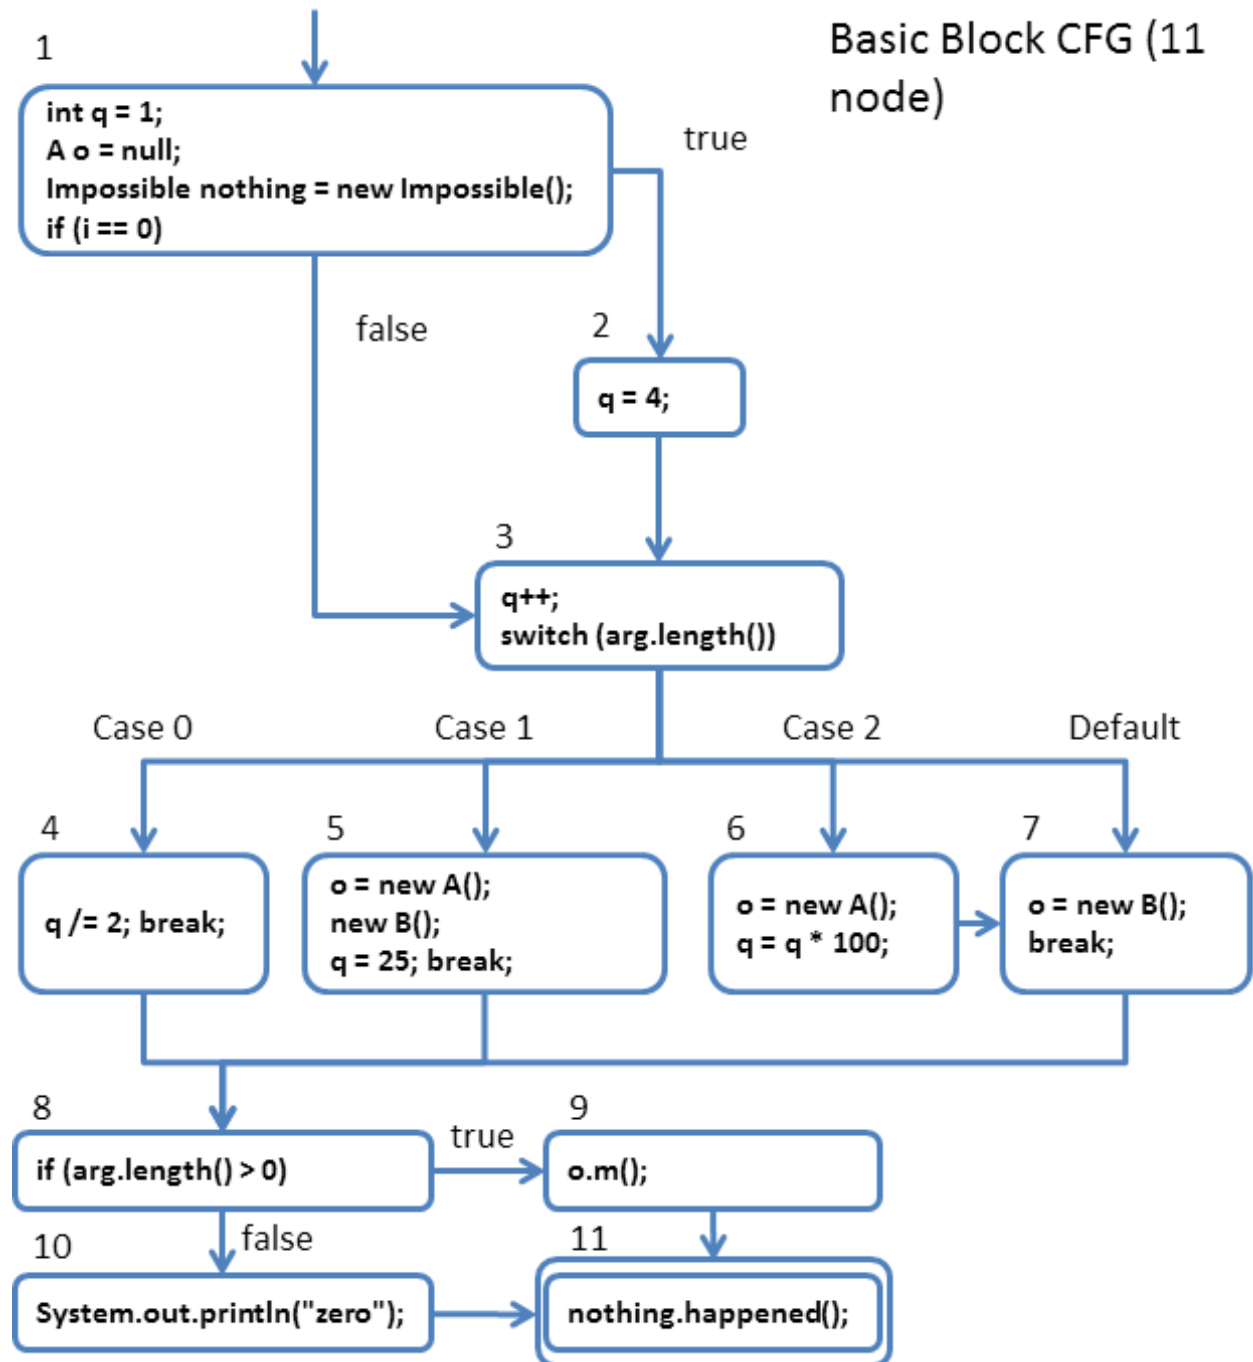 Basic Block CFG (11
node)
1
int q = 1;
A o = null;
Impossible nothing = new Impossible();
if (i == 0)
true
false
2
q = 4;
3
q++;
switch (arg.length())
Case 0
Case 1
Case 2
Default
4
q /= 2; break;
5
o = new A();
new B();
q = 25; break;
6
o = new A();
q = q * 100;
7
o = new B();
break;
8
if (arg.length() > 0)
true
9
o.m();
false
10
System.out.println("zero");
11
nothing.happened();